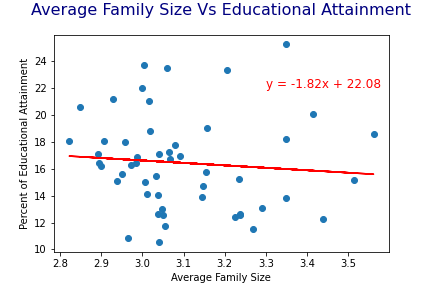 Average Family Size Vs Educational Attainment
Percent of Educational Attainment
24
22
20
18
16
14
12
10
y = -1.82x + 22.08
2.8 2.9 3.0 3.1 3.2 3.3 3.4 3.5
Average Family Size